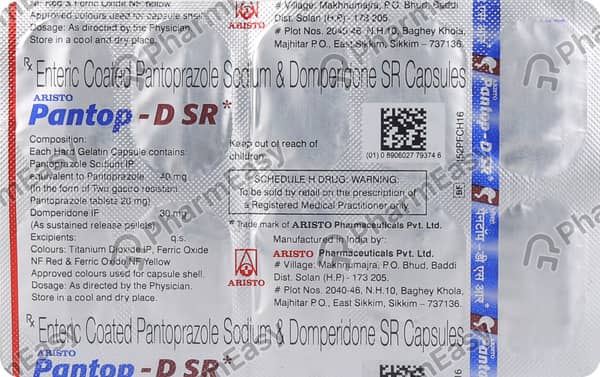 NF Red & Ferric Oxide NF Yellow
Approved colours used for capsule shell.
Dosage: As directed by the Physician.
Store in a cool and dry place.
# Village: Makhnumajra, P.O. Bhud, Baddi
Dist. Solan (H.P) - 173 205.
# Plot Nos. 2040-46, N.H.10, Baghey Khola,
Majhitar P.O., East Sikkim, Sikkim - 737136.
ARISTO
Rx Enteric Coated Pantoprazole Sodium & Domperidone SR Capsules
ARISTO
Pantop - D SR*
Composition:
Each Hard Gelatin Capsule contains:
Pantoprazole Sodium IP
equivalent to Pantoprazole 40 mg
(In the form of Two gastro resistant
Pantoprazole tablets 20 mg)
Domperidone IP 30 mg
(As sustained release pellets)
Excipients: q.s.
Colours: Titanium Dioxide IP, Ferric Oxide
NF Red & Ferric Oxide NF Yellow
Approved colours used for capsule shell.
Dosage: As directed by the Physician.
Store in a cool and dry place.
Keep out of reach of
children.
(01) 0 8906027 79374 6
SCHEDULE H DRUG: WARNING:
To be sold by retail on the prescription of
a Registered Medical Practitioner only.
* Trade mark of ARISTO Pharmaceuticals Pvt. Ltd.
Manufactured in India by:
ARISTO Pharmaceuticals Pvt. Ltd.
# Village: Makhnumajra, P.O. Bhud, Baddi
Dist. Solan (H.P) - 173 205.
# Plot Nos. 2040-46, N.H.10, Baghey Khola,
Majhitar P.O., East Sikkim, Sikkim - 737136.
ARISTO
BF 152PFCH16
ARISTO
Pantop - D SR*
पेनटोप - डी एस आर*
ARISTO
Pantop
Rx Enteric Coated Pantoprazole Sodium & Domperidone SR Capsules
ARISTO
Pantop - D SR*
16
PharmEasy